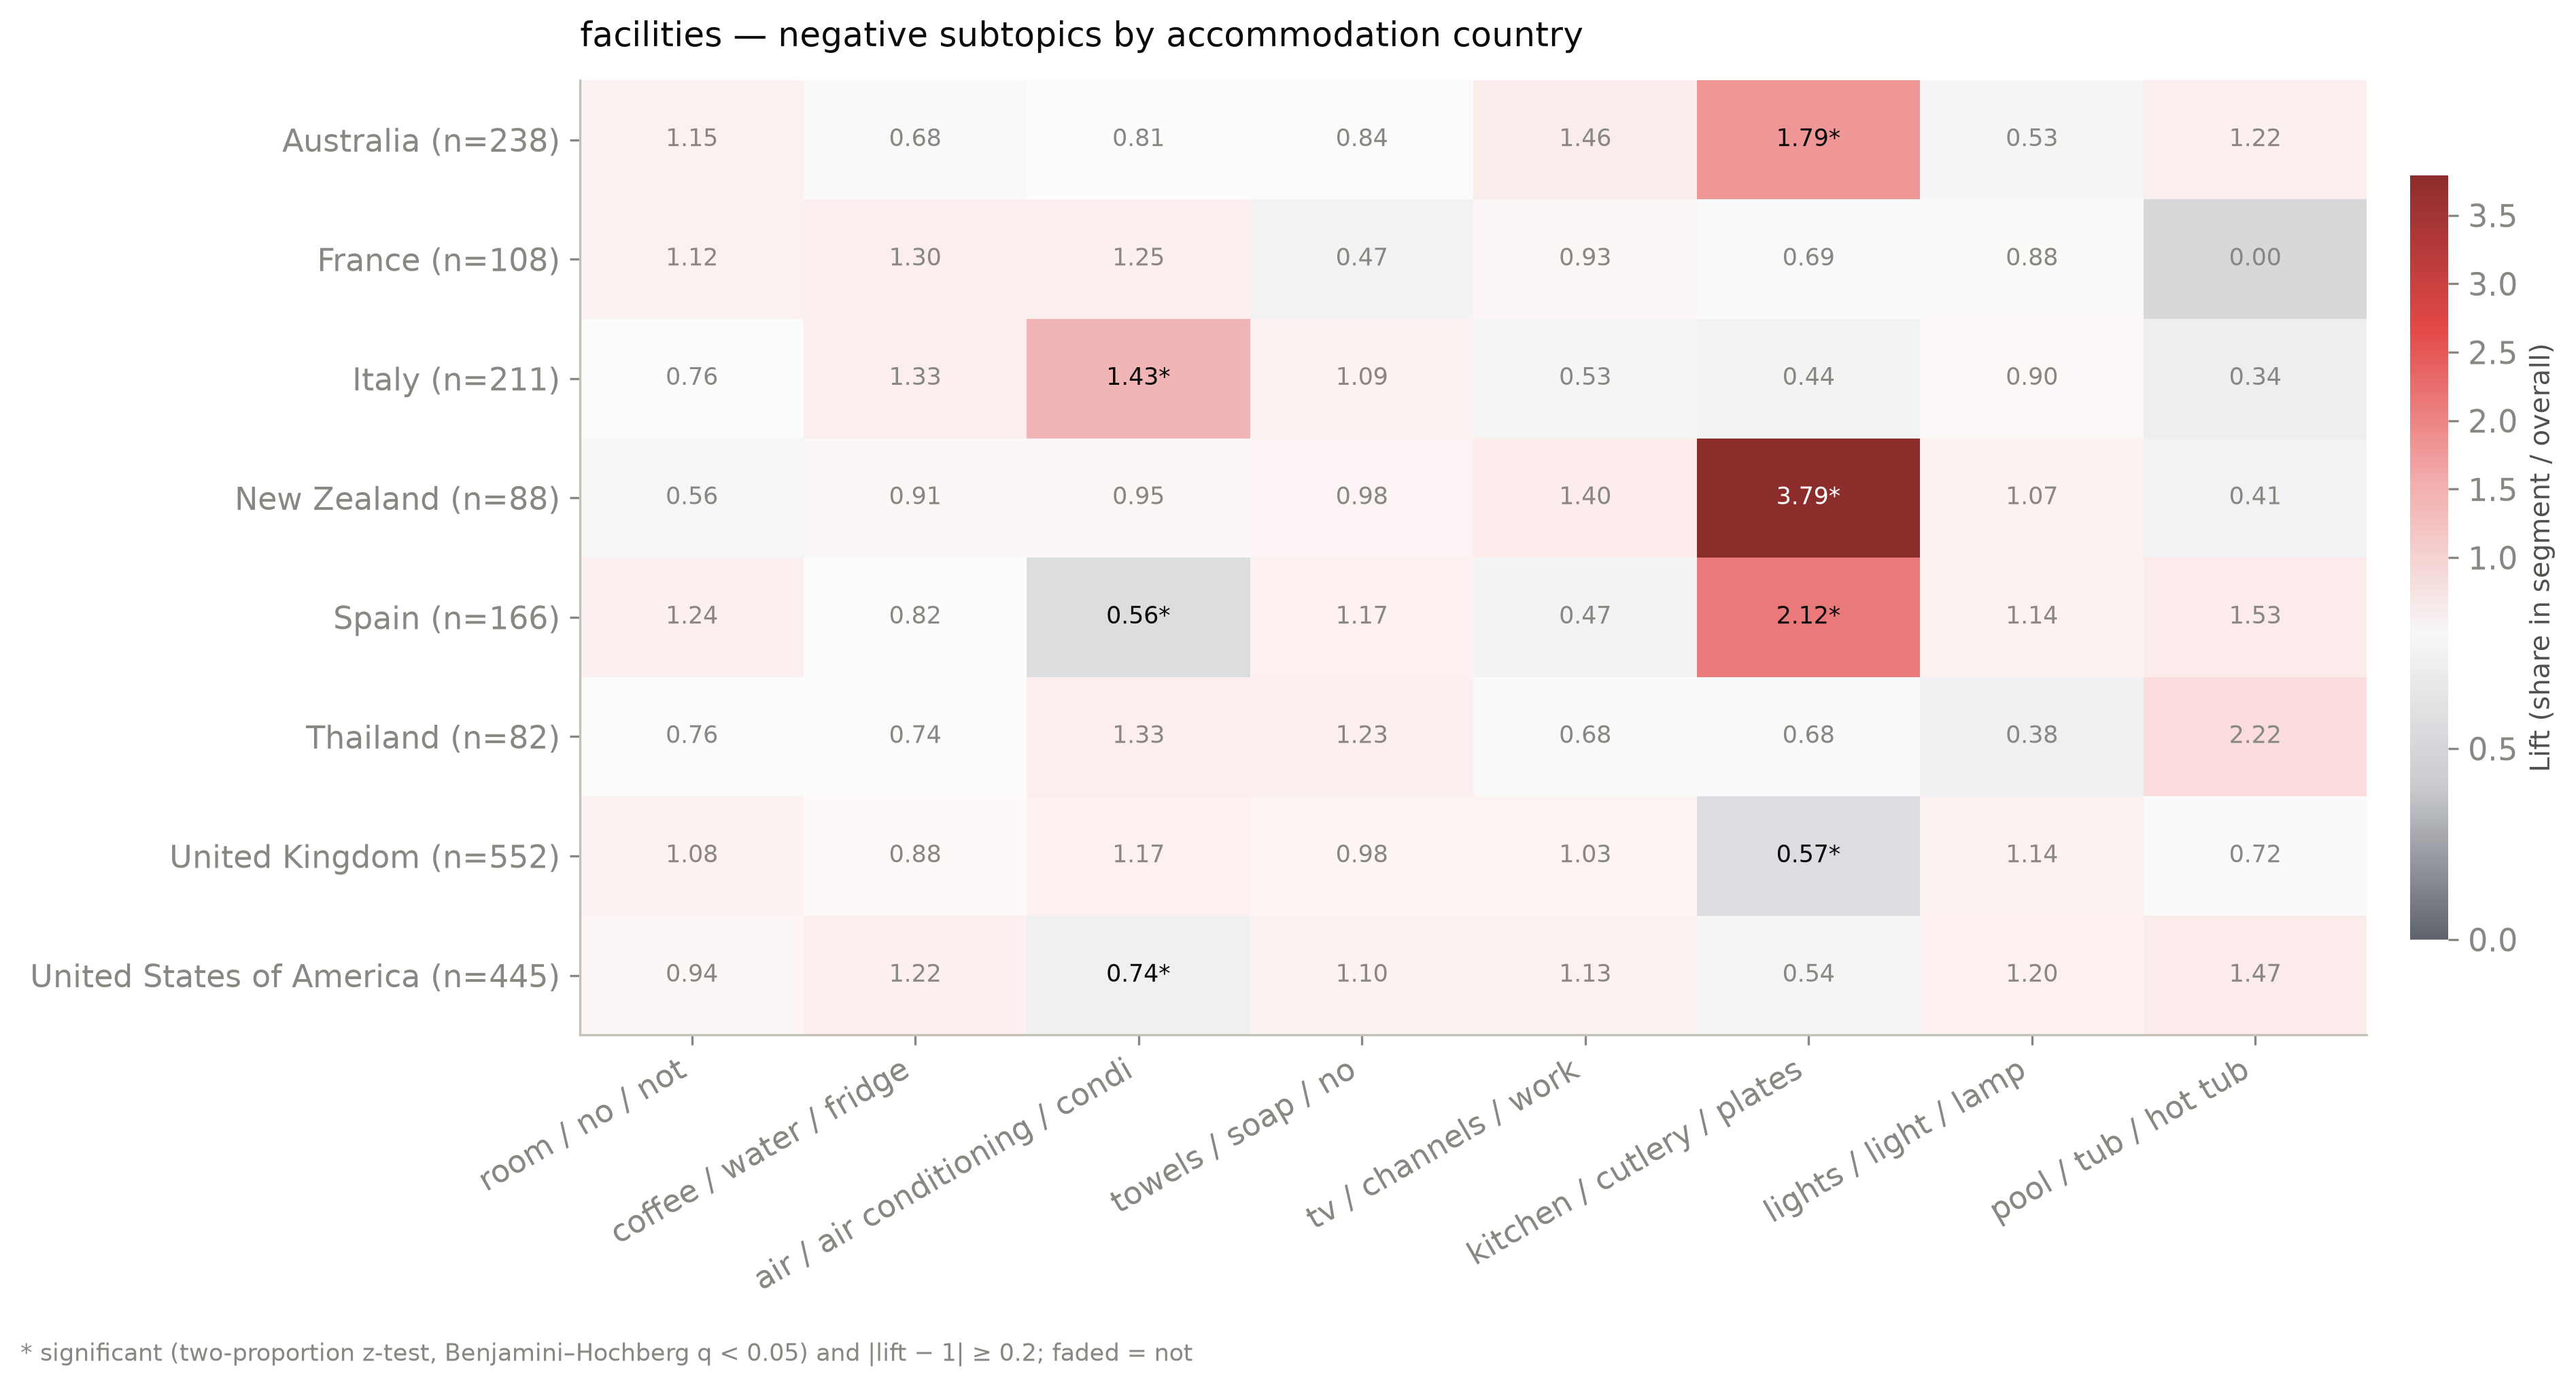 facilities — negative subtopics by accommodation country
Australia (n=238) 1.15 0.68 0.81 0.84 1.46 1.79* 0.53 1.22
France (n=108) 1.12 1.30 1.25 0.47 0.93 0.69 0.88 0.00
Italy (n=211) 0.76 1.33 1.43* 1.09 0.53 0.44 0.90 0.34
New Zealand (n=88) 0.56 0.91 0.95 0.98 1.40 3.79* 1.07 0.41
Spain (n=166) 1.24 0.82 0.56* 1.17 0.47 2.12* 1.14 1.53
Thailand (n=82) 0.76 0.74 1.33 1.23 0.68 0.68 0.38 2.22
United Kingdom (n=552) 1.08 0.88 1.17 0.98 1.03 0.57* 1.14 0.72
United States of America (n=445) 0.94 1.22 0.74* 1.10 1.13 0.54 1.20 1.47
room / no / not
coffee / water / fridge
air / air conditioning / condi
towels / soap / no
tv / channels / work
kitchen / cutlery / plates
lights / light / lamp
pool / tub / hot tub
3.5
3.0
2.5
2.0
1.5
1.0
0.5
0.0
Lift (share in segment / overall)
* significant (two-proportion z-test, Benjamini–Hochberg q < 0.05) and |lift − 1| ≥ 0.2; faded = not